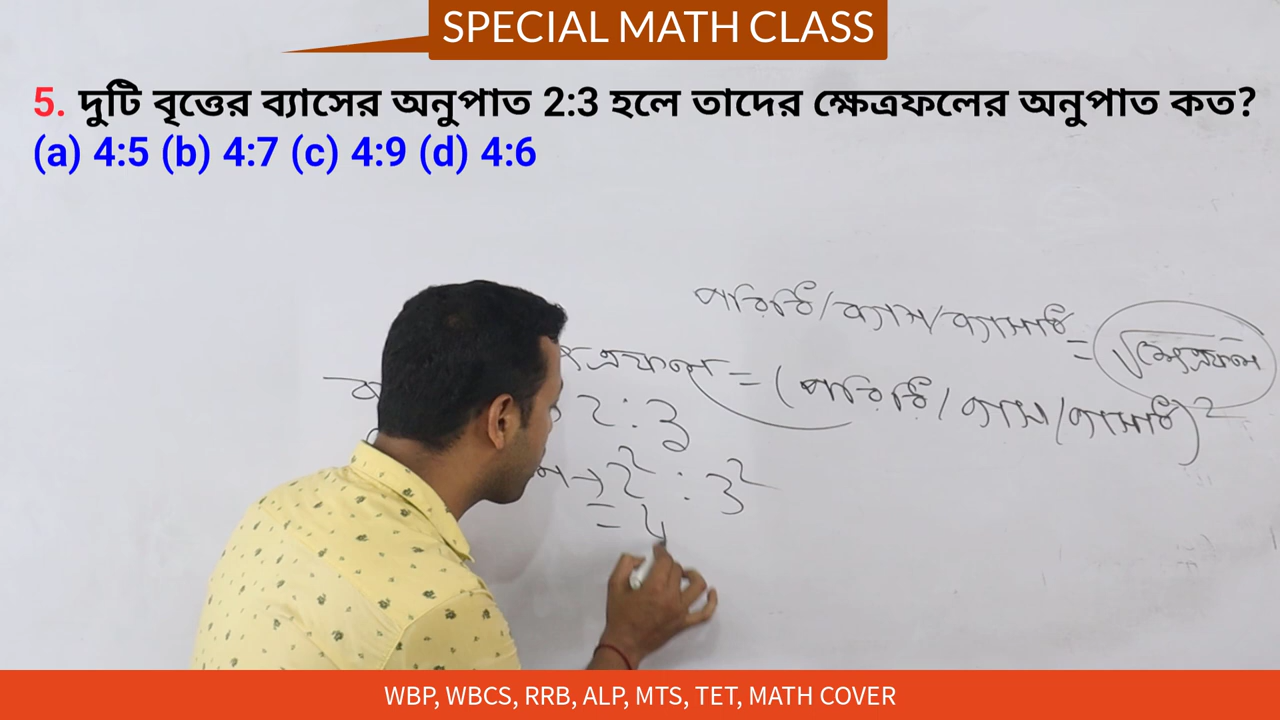 SPECIAL MATH CLASS
5. দুটি বৃত্তের ব্যাসের অনুপাত 2:3 হলে তাদের ক্ষেত্রফলের অনুপাত কত?
(a) 4:5 (b) 4:7 (c) 4:9 (d) 4:6
পরিধি/ব্যাস/ব্যাসার্ধ = √ক্ষেত্রফল
ত্রফল = (পরিধি/ব্যাস/ব্যাসার্ধ)²
2:3
→ 2² : 3²
= 4
WBP, WBCS, RRB, ALP, MTS, TET, MATH COVER